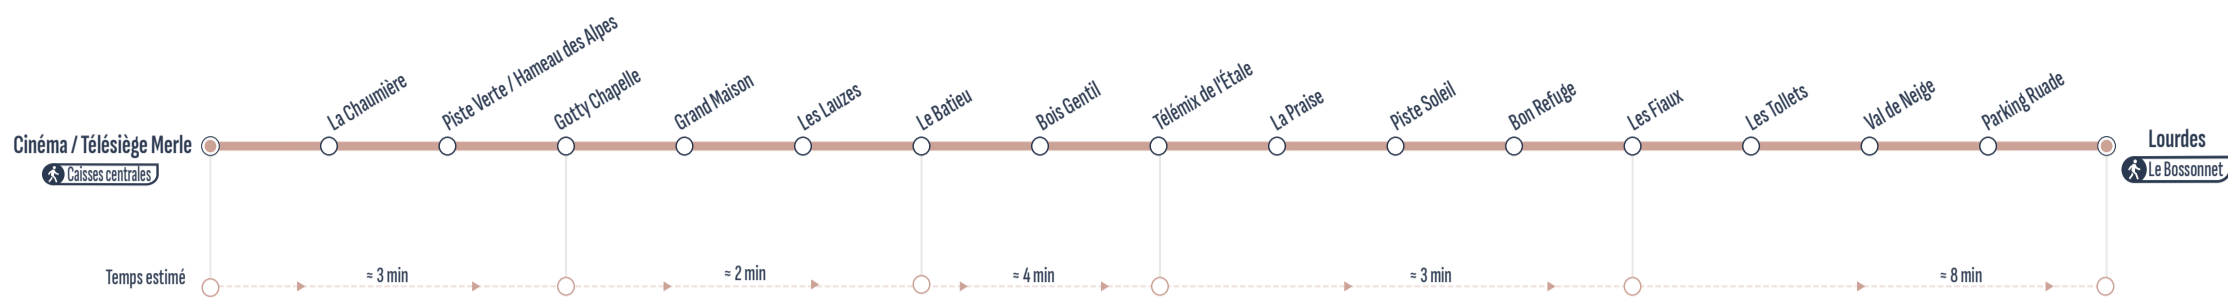 Cinéma / Télésiège Merle
Caisses centrales
La Chaumière
Piste Verte / Hameau des Alpes
Gotty Chapelle
Grand Maison
Les Lauzes
Le Batieu
Bois Gentil
Télémix de l'Étale
La Praise
Piste Soleil
Bon Refuge
Les Fiaux
Les Tollets
Val de Neige
Parking Ruade
Lourdes
Le Bossonnet
Temps estimé
≈ 3 min
≈ 2 min
≈ 4 min
≈ 3 min
≈ 8 min